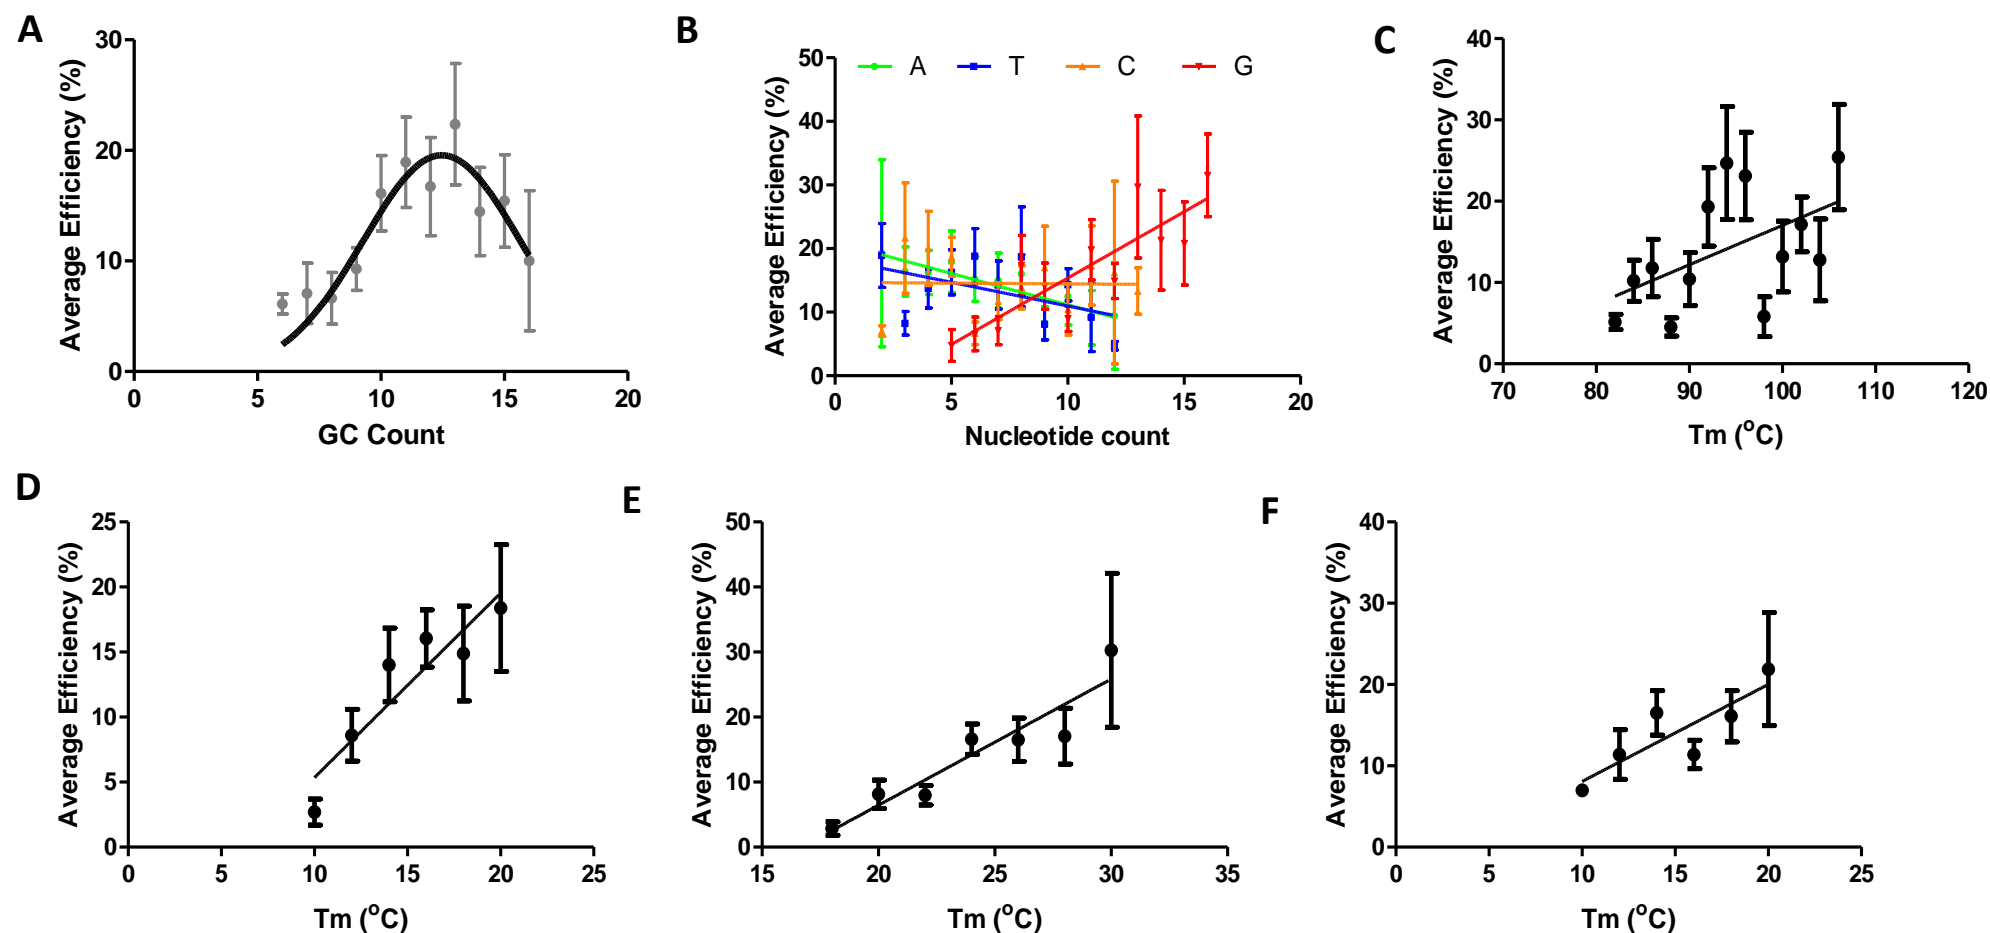 A
30
20
10
0
0 5 10 15 20
Average Efficiency (%)
GC Count
B
A T C G
50
40
30
20
10
0
0 5 10 15 20
Average Efficiency (%)
Nucleotide count
C
40
30
20
10
0
70 80 90 100 110 120
Average Efficiency (%)
Tm (°C)
D
25
20
15
10
5
0
0 5 10 15 20 25
Average Efficiency (%)
Tm (°C)
E
50
40
30
20
10
0
15 20 25 30 35
Average Efficiency (%)
Tm (°C)
F
40
30
20
10
0
0 5 10 15 20 25
Average Efficiency (%)
Tm (°C)